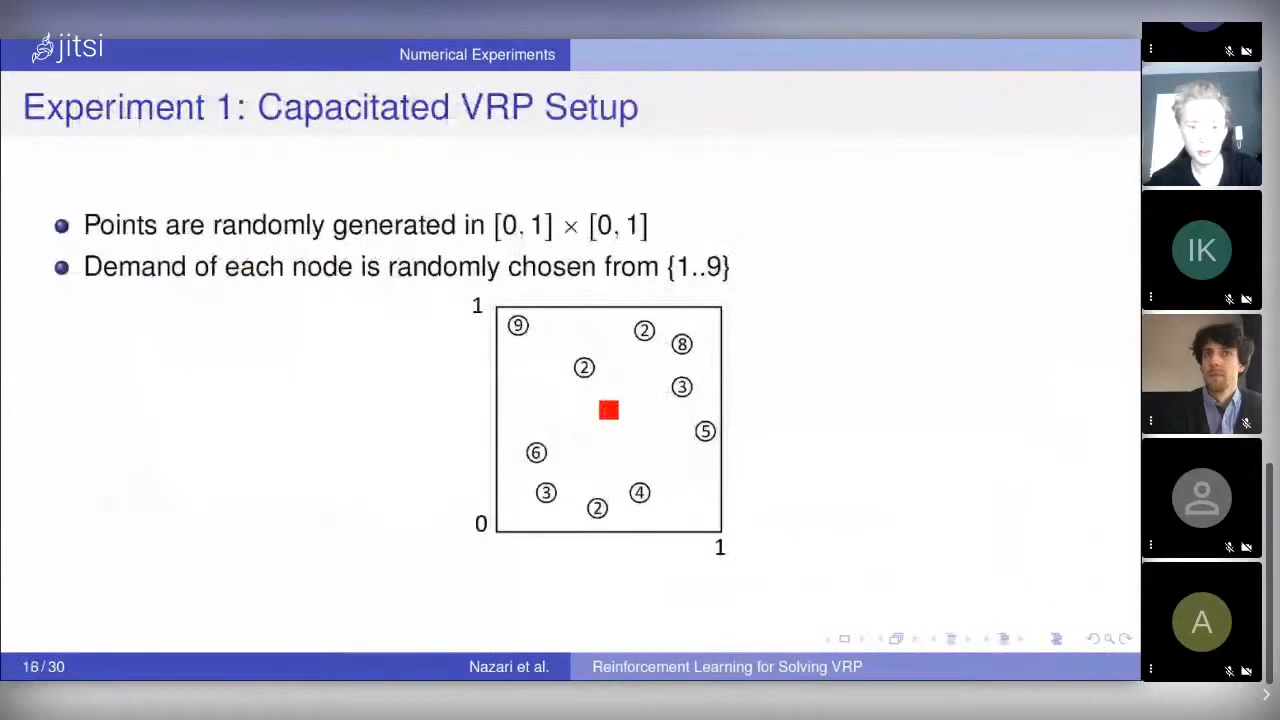 jitsi
Numerical Experiments
Experiment 1: Capacitated VRP Setup
Points are randomly generated in [0, 1] × [0, 1]
Demand of each node is randomly chosen from {1..9}
1
9
2
8
2
3
5
6
3
4
2
0
1
16 / 30
Nazari et al.
Reinforcement Learning for Solving VRP
IK
A